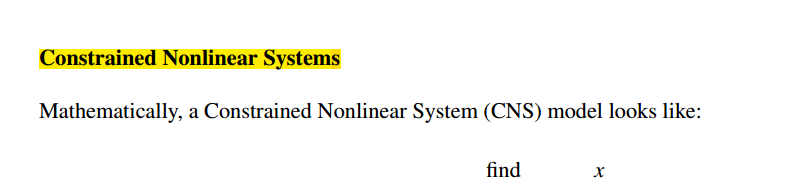 Constrained Nonlinear Systems
Mathematically, a Constrained Nonlinear System (CNS) model looks like:
find x